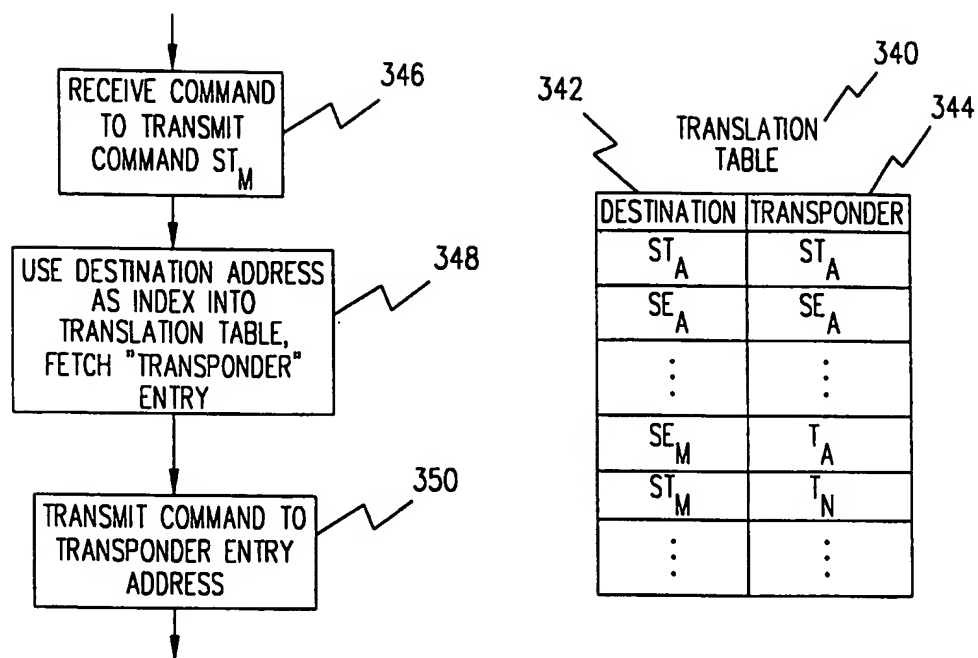 RECEIVE COMMAND
TO TRANSMIT
COMMAND ST_M
346
USE DESTINATION ADDRESS
AS INDEX INTO
TRANSLATION TABLE,
FETCH "TRANSPONDER"
ENTRY
348
TRANSMIT COMMAND TO
TRANSPONDER ENTRY
ADDRESS
350
340
342
344
TRANSLATION
TABLE
DESTINATION TRANSPONDER
ST_A ST_A
SE_A SE_A
⋮ ⋮
SE_M T_A
ST_M T_N
⋮ ⋮